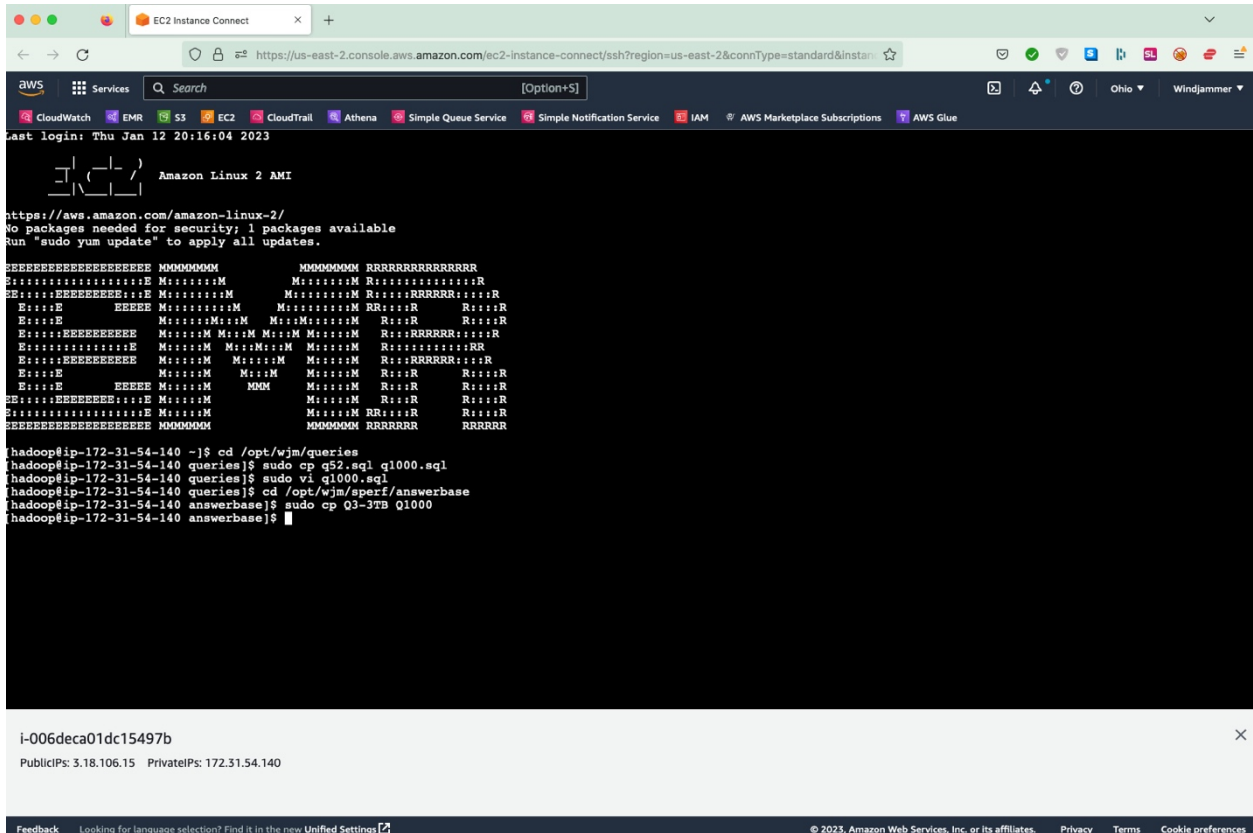 EC2 Instance Connect
https://us-east-2.console.aws.amazon.com/ec2-instance-connect/ssh?region=us-east-2&connType=standard&instan
aws Services Search [Option+S] Ohio Windjammer
CloudWatch EMR S3 EC2 CloudTrail Athena Simple Queue Service Simple Notification Service IAM AWS Marketplace Subscriptions AWS Glue
Last login: Thu Jan 12 20:16:04 2023
Amazon Linux 2 AMI
https://aws.amazon.com/amazon-linux-2/
No packages needed for security; 1 packages available
Run "sudo yum update" to apply all updates.
EMR
[hadoop@ip-172-31-54-140 ~]$ cd /opt/wjm/queries
[hadoop@ip-172-31-54-140 queries]$ sudo cp q52.sql q1000.sql
[hadoop@ip-172-31-54-140 queries]$ sudo vi q1000.sql
[hadoop@ip-172-31-54-140 queries]$ cd /opt/wjm/sperf/answerbase
[hadoop@ip-172-31-54-140 answerbase]$ sudo cp Q3-3TB Q1000
[hadoop@ip-172-31-54-140 answerbase]$
i-006deca01dc15497b
PublicIPs: 3.18.106.15 PrivateIPs: 172.31.54.140
Feedback Looking for language selection? Find it in the new Unified Settings © 2023, Amazon Web Services, Inc. or its affiliates. Privacy Terms Cookie preferences